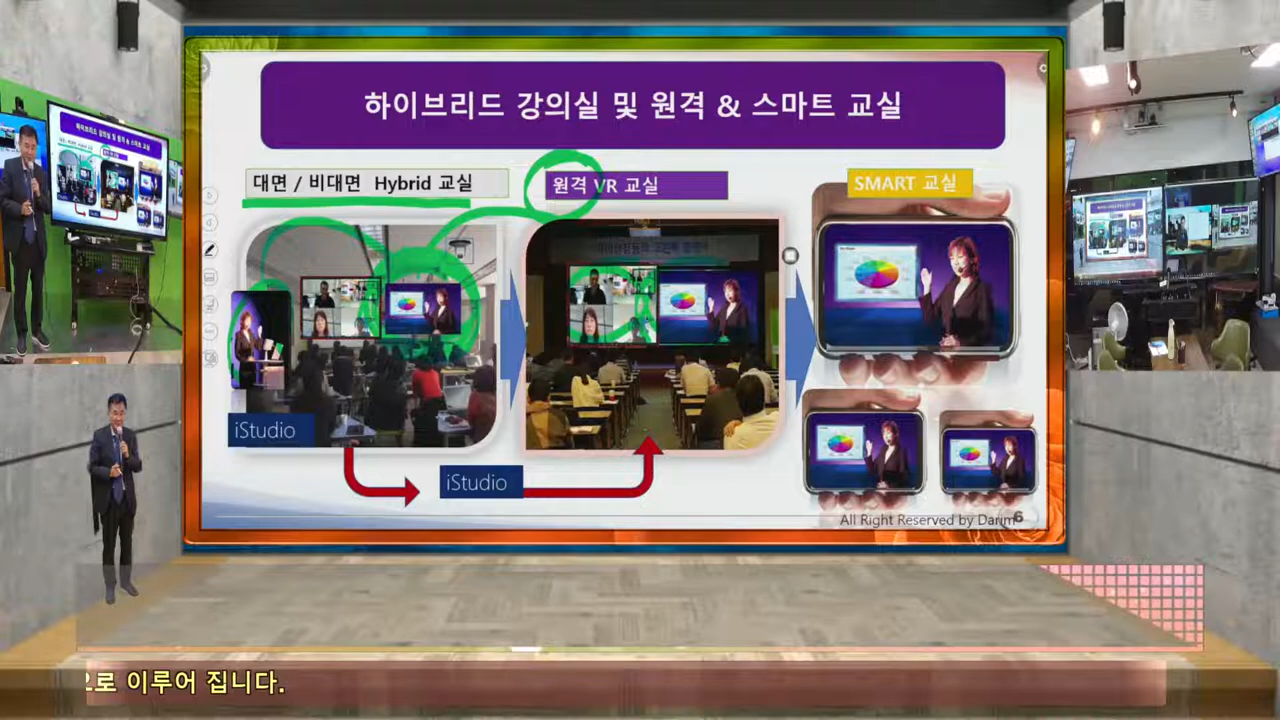 하이브리드 강의실 및 원격 & 스마트 교실
대면 / 비대면 Hybrid 교실
원격 VR 교실
SMART 교실
iStudio
iStudio
All Right Reserved by Darim
6
로 이루어 집니다.